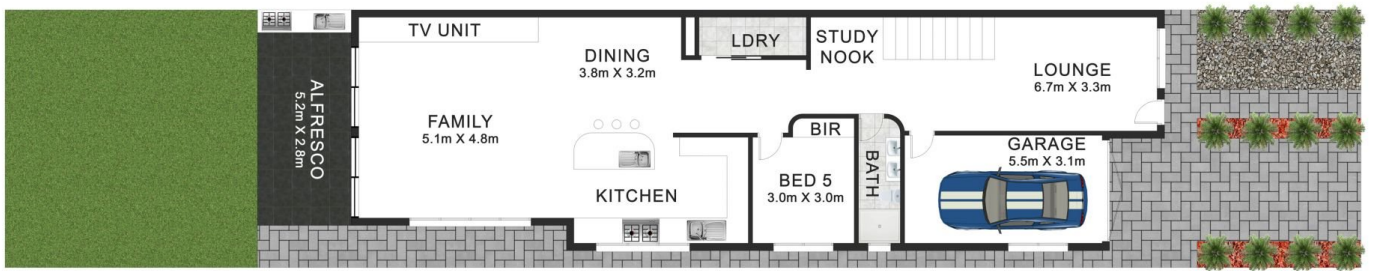 TV UNIT
DINING
3.8m X 3.2m
LDRY
STUDY
NOOK
LOUNGE
6.7m X 3.3m
ALFRESCO
5.2m X 2.8m
FAMILY
5.1m X 4.8m
BIR
BATH
GARAGE
5.5m X 3.1m
KITCHEN
BED 5
3.0m X 3.0m